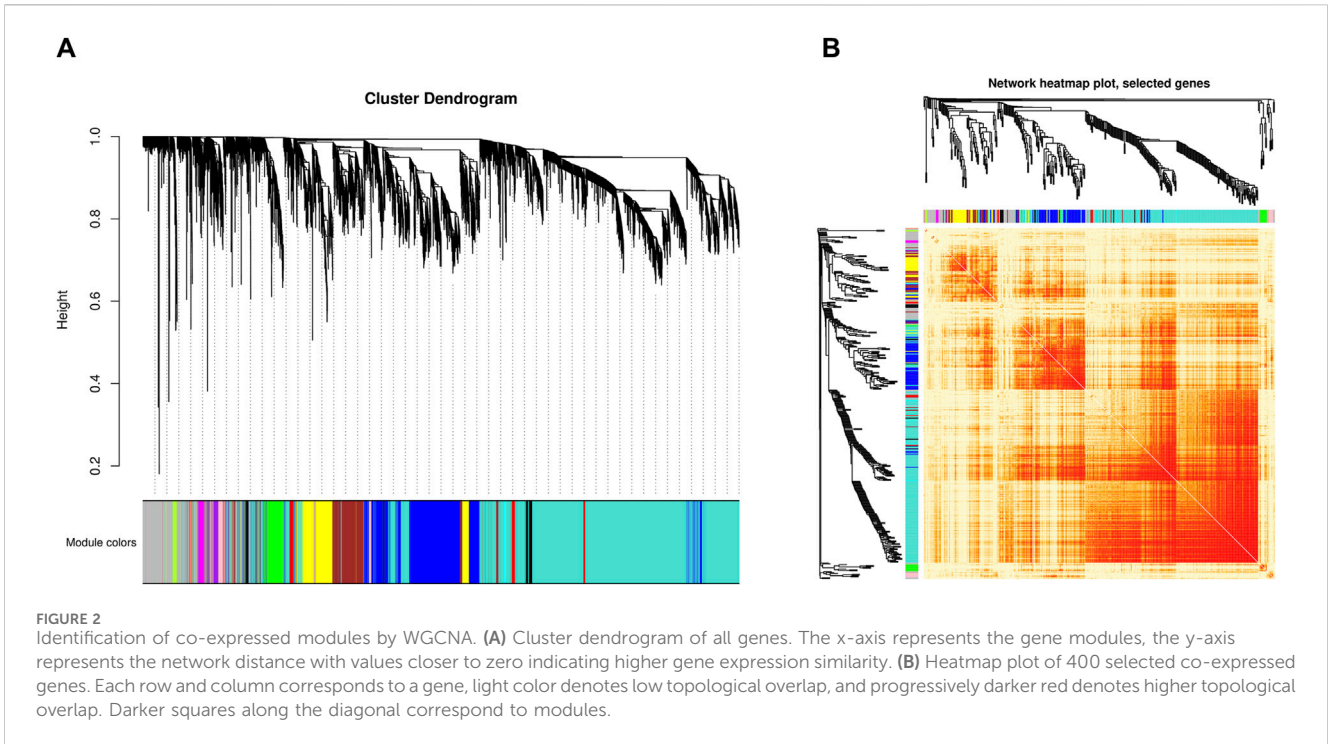 A
B
Cluster Dendrogram
Network heatmap plot, selected genes
Height
1.0
0.8
0.6
0.4
0.2
Module colors
FIGURE 2
Identification of co-expressed modules by WGCNA. (A) Cluster dendrogram of all genes. The x-axis represents the gene modules, the y-axis
represents the network distance with values closer to zero indicating higher gene expression similarity. (B) Heatmap plot of 400 selected co-expressed
genes. Each row and column corresponds to a gene, light color denotes low topological overlap, and progressively darker red denotes higher topological
overlap. Darker squares along the diagonal correspond to modules.